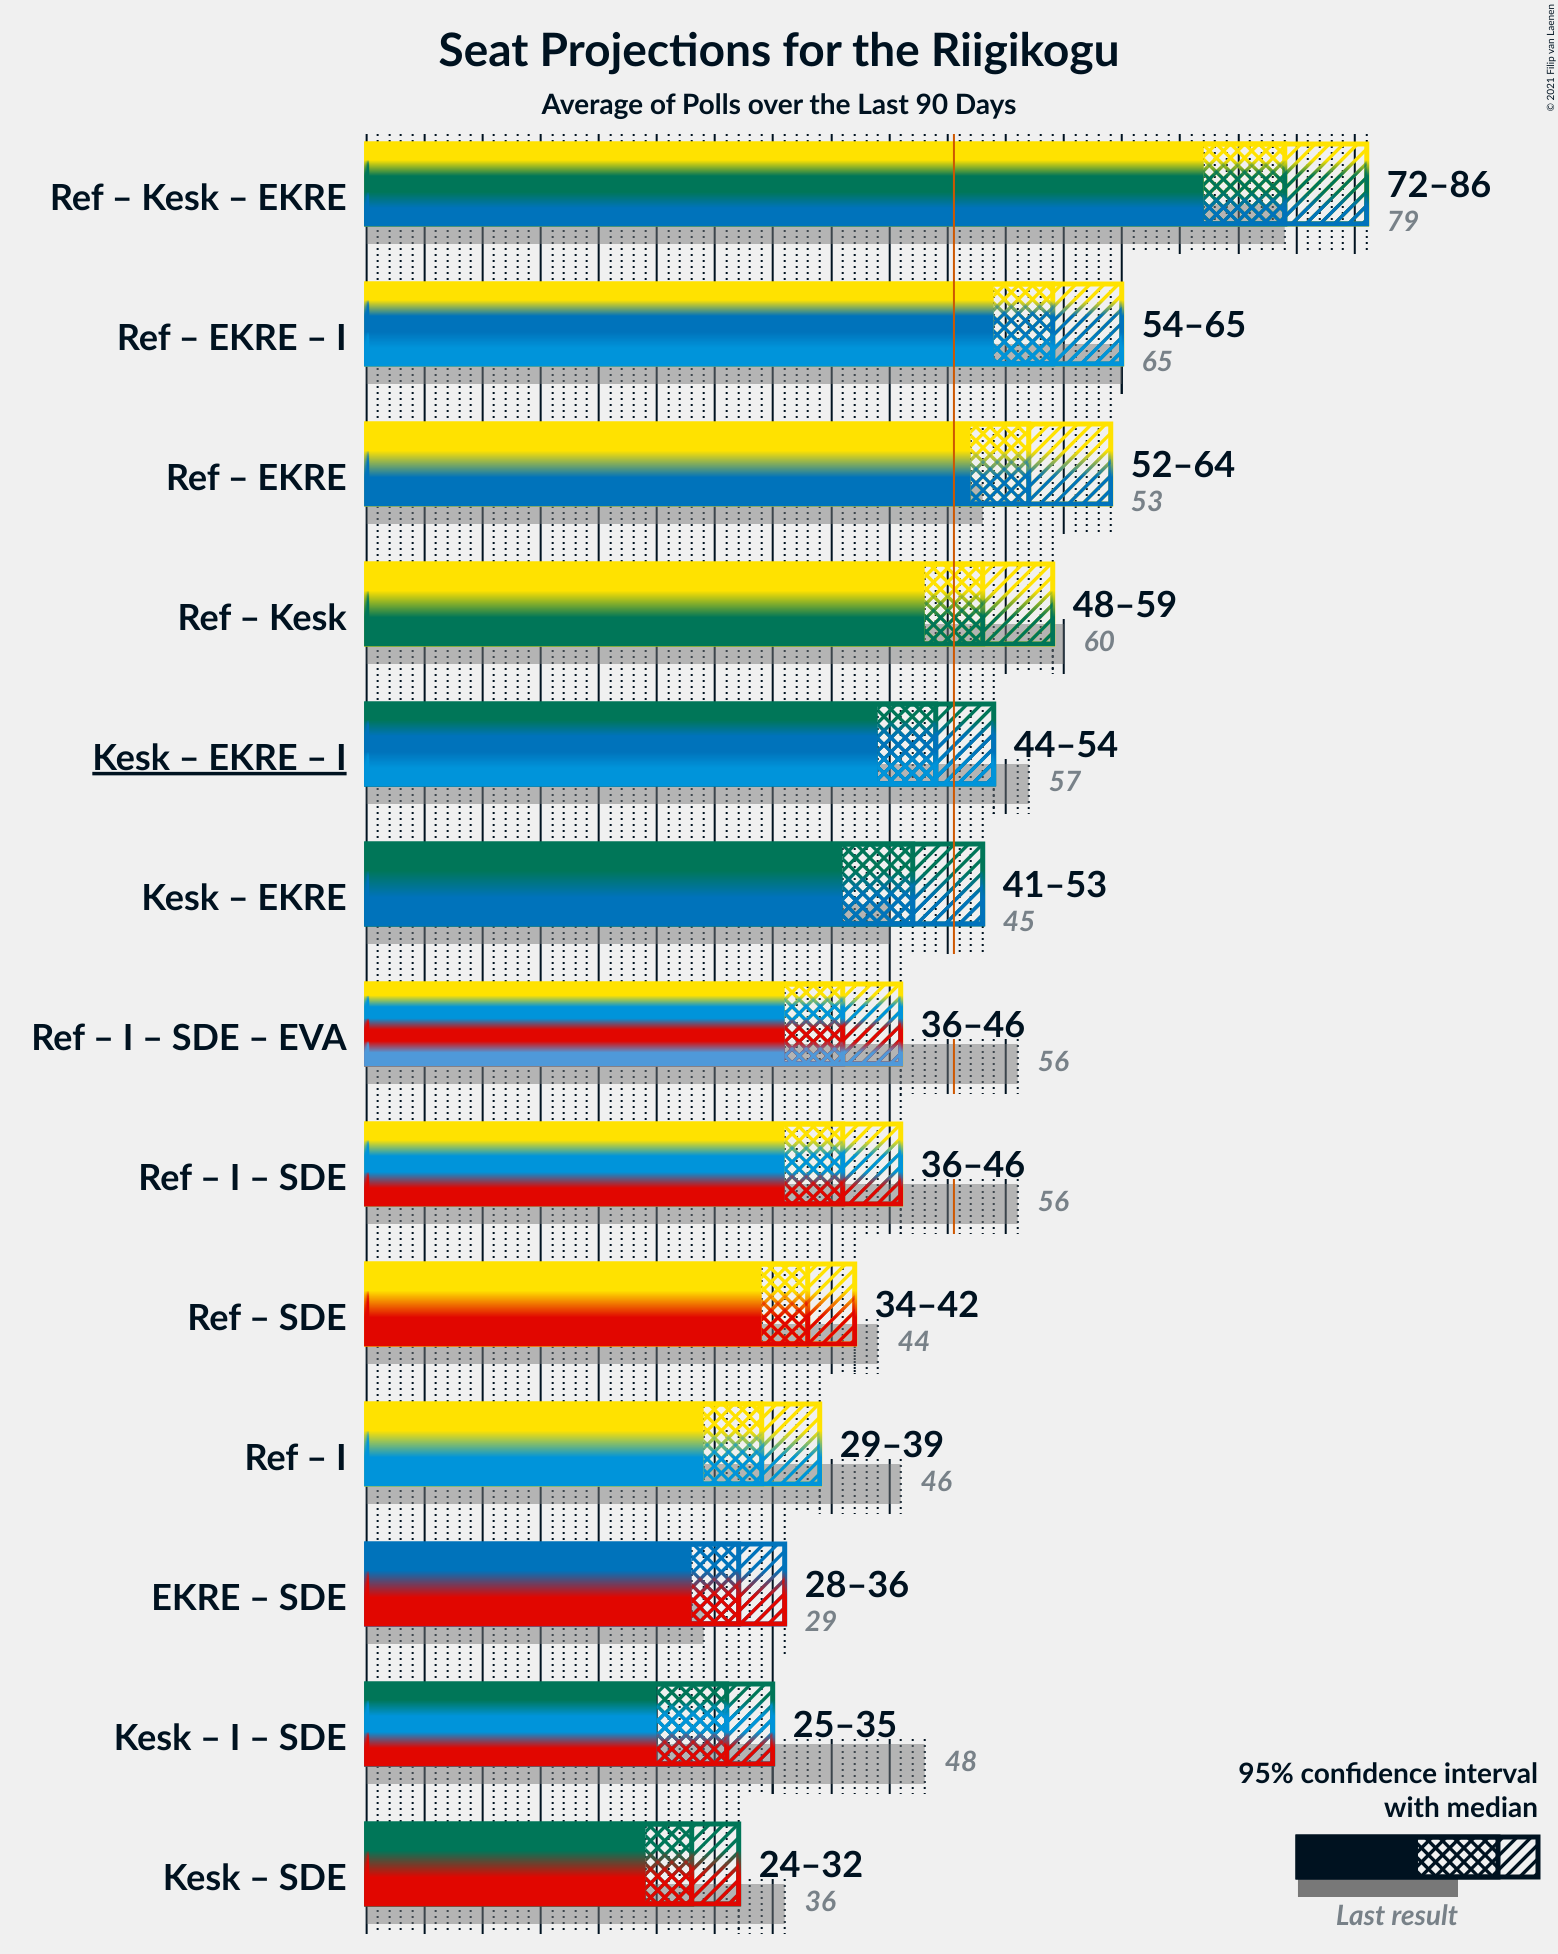 Seat Projections for the Riigikogu
Average of Polls over the Last 90 Days
© 2021 Filip van Laenen
Ref – Kesk – EKRE
72–86
79
Ref – EKRE – I
54–65
65
Ref – EKRE
52–64
53
Ref – Kesk
48–59
60
Kesk – EKRE – I
44–54
57
Kesk – EKRE
41–53
45
Ref – I – SDE – EVA
36–46
56
Ref – I – SDE
36–46
56
Ref – SDE
34–42
44
Ref – I
29–39
46
EKRE – SDE
28–36
29
Kesk – I – SDE
25–35
48
Kesk – SDE
24–32
36
95% confidence interval
with median
Last result